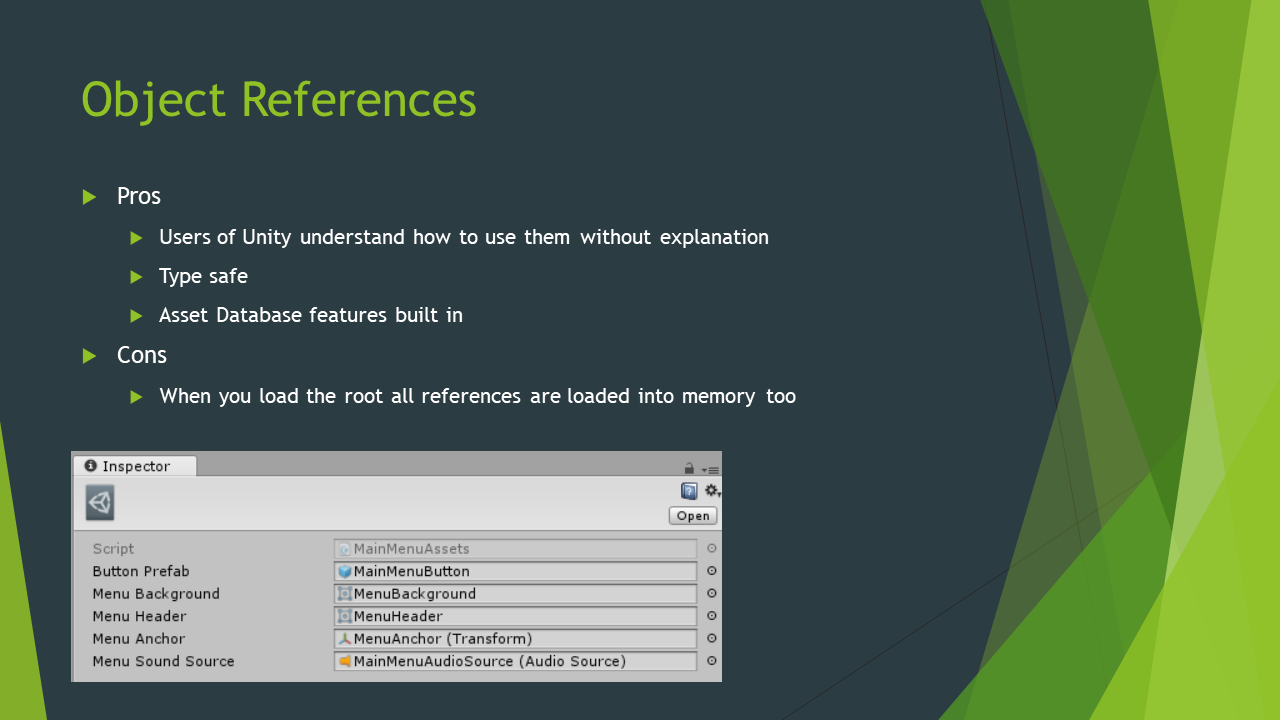 Object References
Pros
Users of Unity understand how to use them without explanation
Type safe
Asset Database features built in
Cons
When you load the root all references are loaded into memory too
Inspector
Open
Script MainMenuAssets
Button Prefab MainMenuButton
Menu Background MenuBackground
Menu Header MenuHeader
Menu Anchor MenuAnchor (Transform)
Menu Sound Source MainMenuAudioSource (Audio Source)